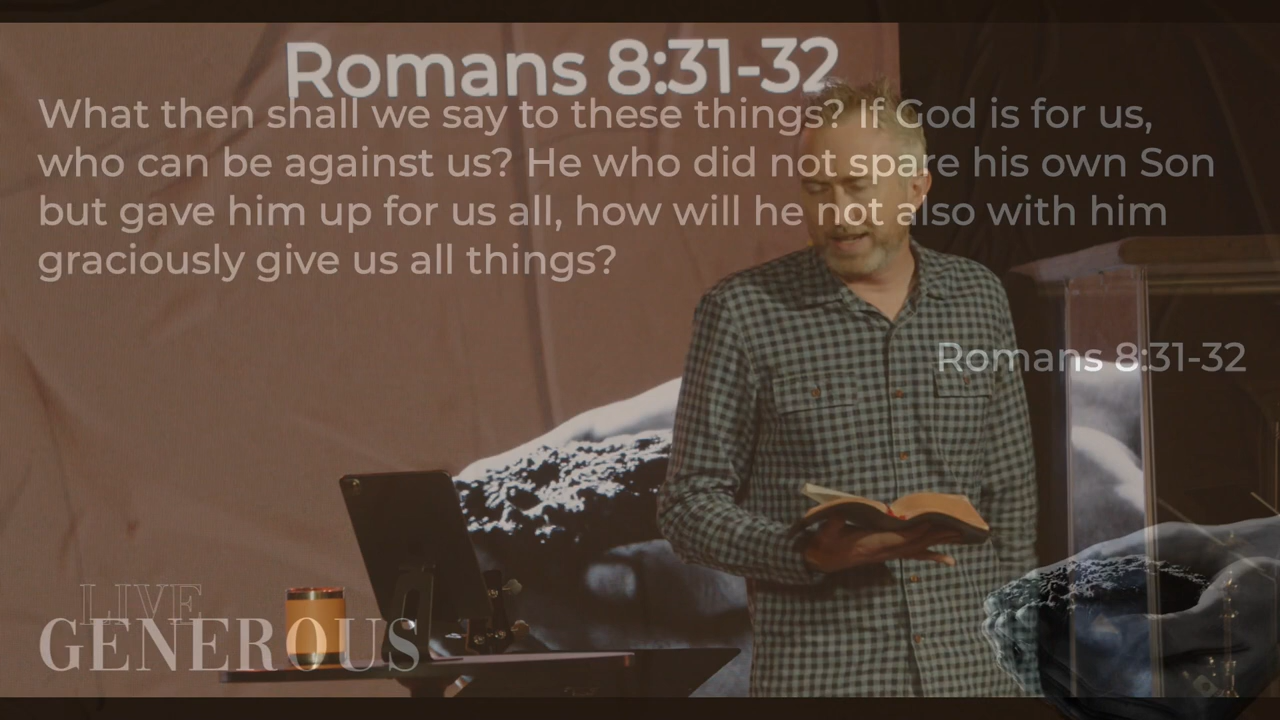 Romans 8:31-32
What then shall we say to these things? If God is for us,
who can be against us? He who did not spare his own Son
but gave him up for us all, how will he not also with him
graciously give us all things?
Romans 8:31-32
LIVE
GENEROUS